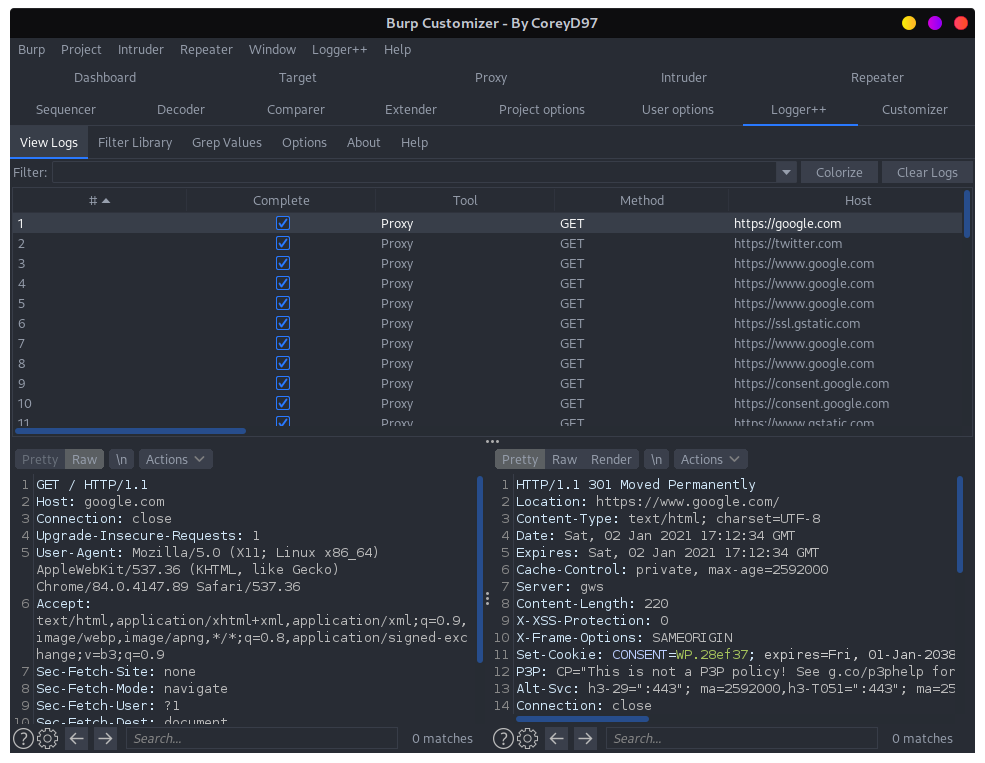 Burp Customizer - By CoreyD97
Burp Project Intruder Repeater Window Logger++ Help
Dashboard Target Proxy Intruder Repeater
Sequencer Decoder Comparer Extender Project options User options Logger++ Customizer
View Logs Filter Library Grep Values Options About Help
Filter: Colorize Clear Logs
# Complete Tool Method Host
1 Proxy GET https://google.com
2 Proxy GET https://twitter.com
3 Proxy GET https://www.google.com
4 Proxy GET https://www.google.com
5 Proxy GET https://www.google.com
6 Proxy GET https://ssl.gstatic.com
7 Proxy GET https://www.google.com
8 Proxy GET https://www.google.com
9 Proxy GET https://consent.google.com
10 Proxy GET https://consent.google.com
11 Proxy GET https://www.gstatic.com
Pretty Raw \n Actions
1 GET / HTTP/1.1
2 Host: google.com
3 Connection: close
4 Upgrade-Insecure-Requests: 1
5 User-Agent: Mozilla/5.0 (X11; Linux x86_64)
AppleWebKit/537.36 (KHTML, like Gecko)
Chrome/84.0.4147.89 Safari/537.36
6 Accept:
text/html,application/xhtml+xml,application/xml;q=0.9,
image/webp,image/apng,*/*;q=0.8,application/signed-exc
hange;v=b3;q=0.9
7 Sec-Fetch-Site: none
8 Sec-Fetch-Mode: navigate
9 Sec-Fetch-User: ?1
10 Sec-Fetch-Dest: document
? Search... 0 matches
Pretty Raw Render \n Actions
1 HTTP/1.1 301 Moved Permanently
2 Location: https://www.google.com/
3 Content-Type: text/html; charset=UTF-8
4 Date: Sat, 02 Jan 2021 17:12:34 GMT
5 Expires: Sat, 02 Jan 2021 17:12:34 GMT
6 Cache-Control: private, max-age=2592000
7 Server: gws
8 Content-Length: 220
9 X-XSS-Protection: 0
10 X-Frame-Options: SAMEORIGIN
11 Set-Cookie: CONSENT=WP.28ef37; expires=Fri, 01-Jan-2038
12 P3P: CP="This is not a P3P policy! See g.co/p3phelp for
13 Alt-Svc: h3-29=":443"; ma=2592000,h3-T051=":443"; ma=25
14 Connection: close
? Search... 0 matches